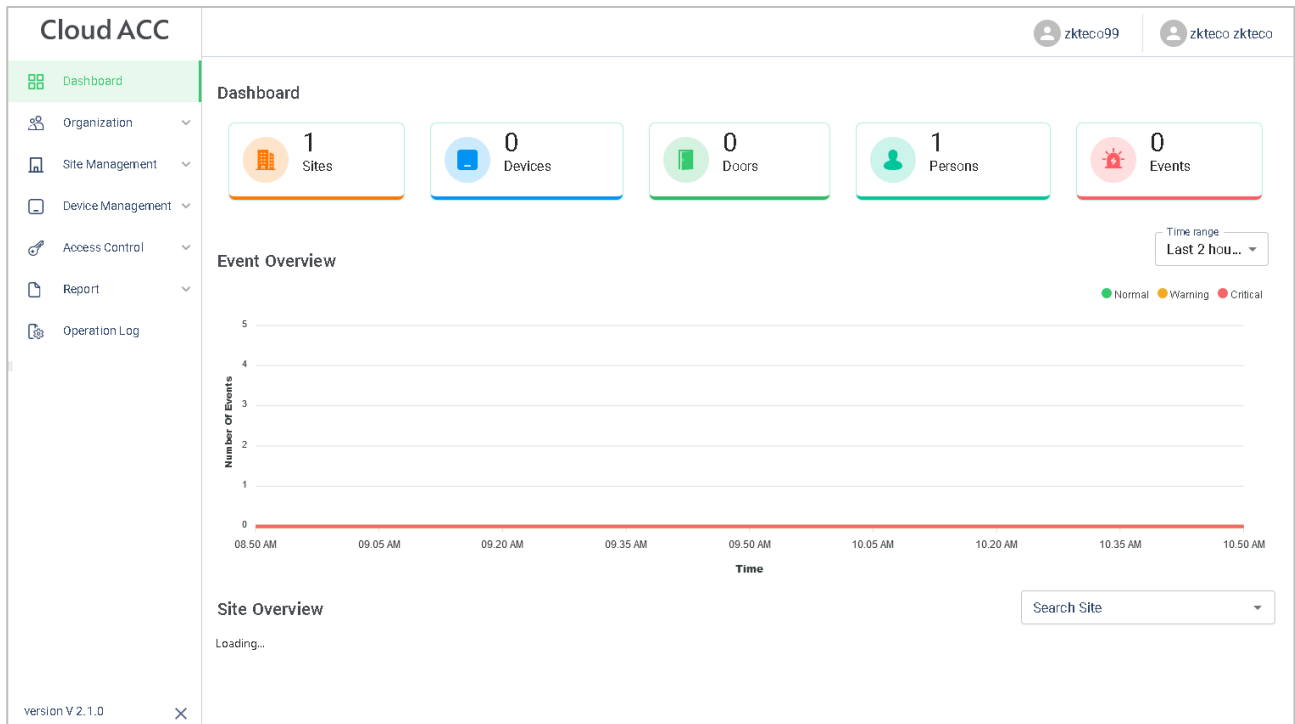 Cloud ACC
zkteco99
zkteco zkteco
Dashboard
Organization
Site Management
Device Management
Access Control
Report
Operation Log
version V 2.1.0
Dashboard
1
Sites
0
Devices
0
Doors
1
Persons
0
Events
Event Overview
Time range
Last 2 hou...
Normal Warning Critical
Number Of Events
5
4
3
2
1
0
08.50 AM 09.05 AM 09.20 AM 09.35 AM 09.50 AM 10.05 AM 10.20 AM 10.35 AM 10.50 AM
Time
Site Overview
Search Site
Loading...